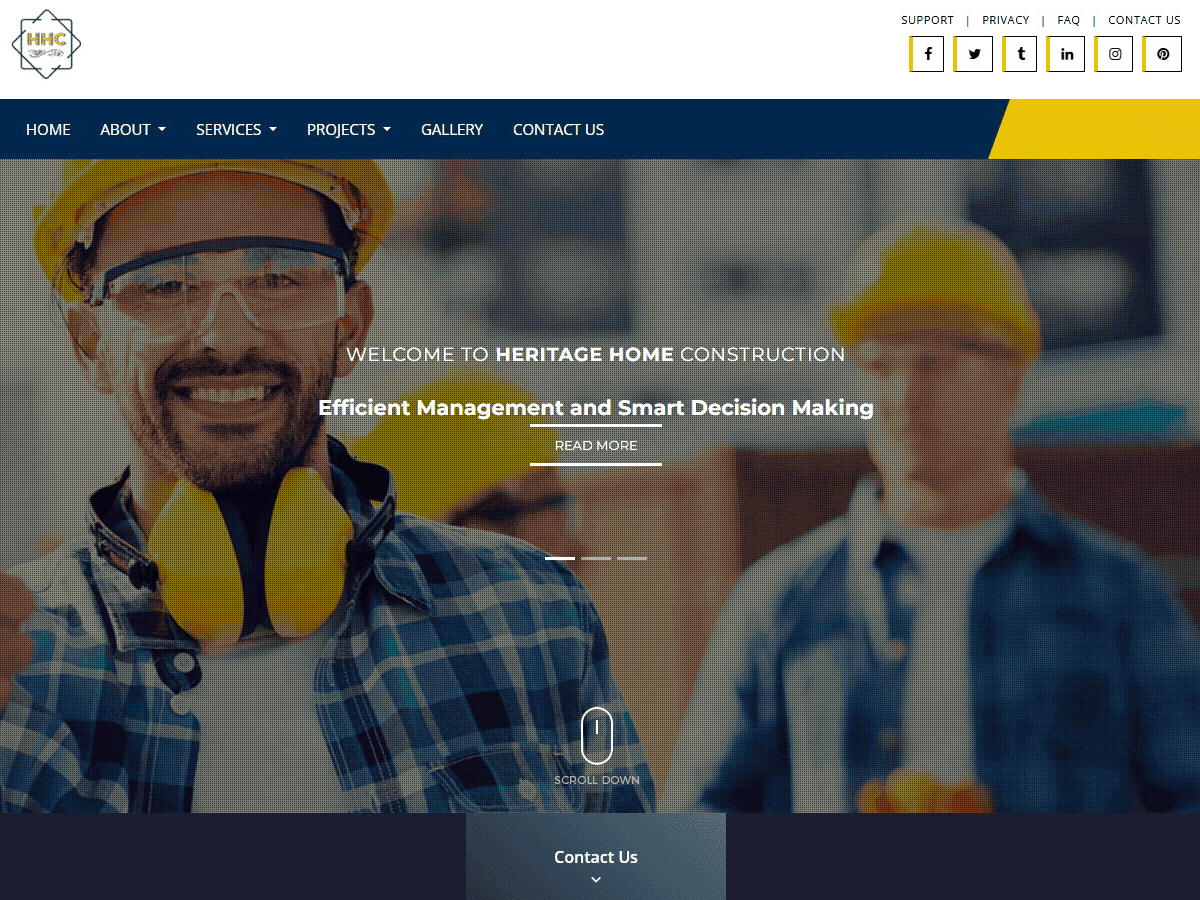 HHC
SUPPORT | PRIVACY | FAQ | CONTACT US
HOME ABOUT SERVICES PROJECTS GALLERY CONTACT US
WELCOME TO HERITAGE HOME CONSTRUCTION
Efficient Management and Smart Decision Making
READ MORE
SCROLL DOWN
Contact Us